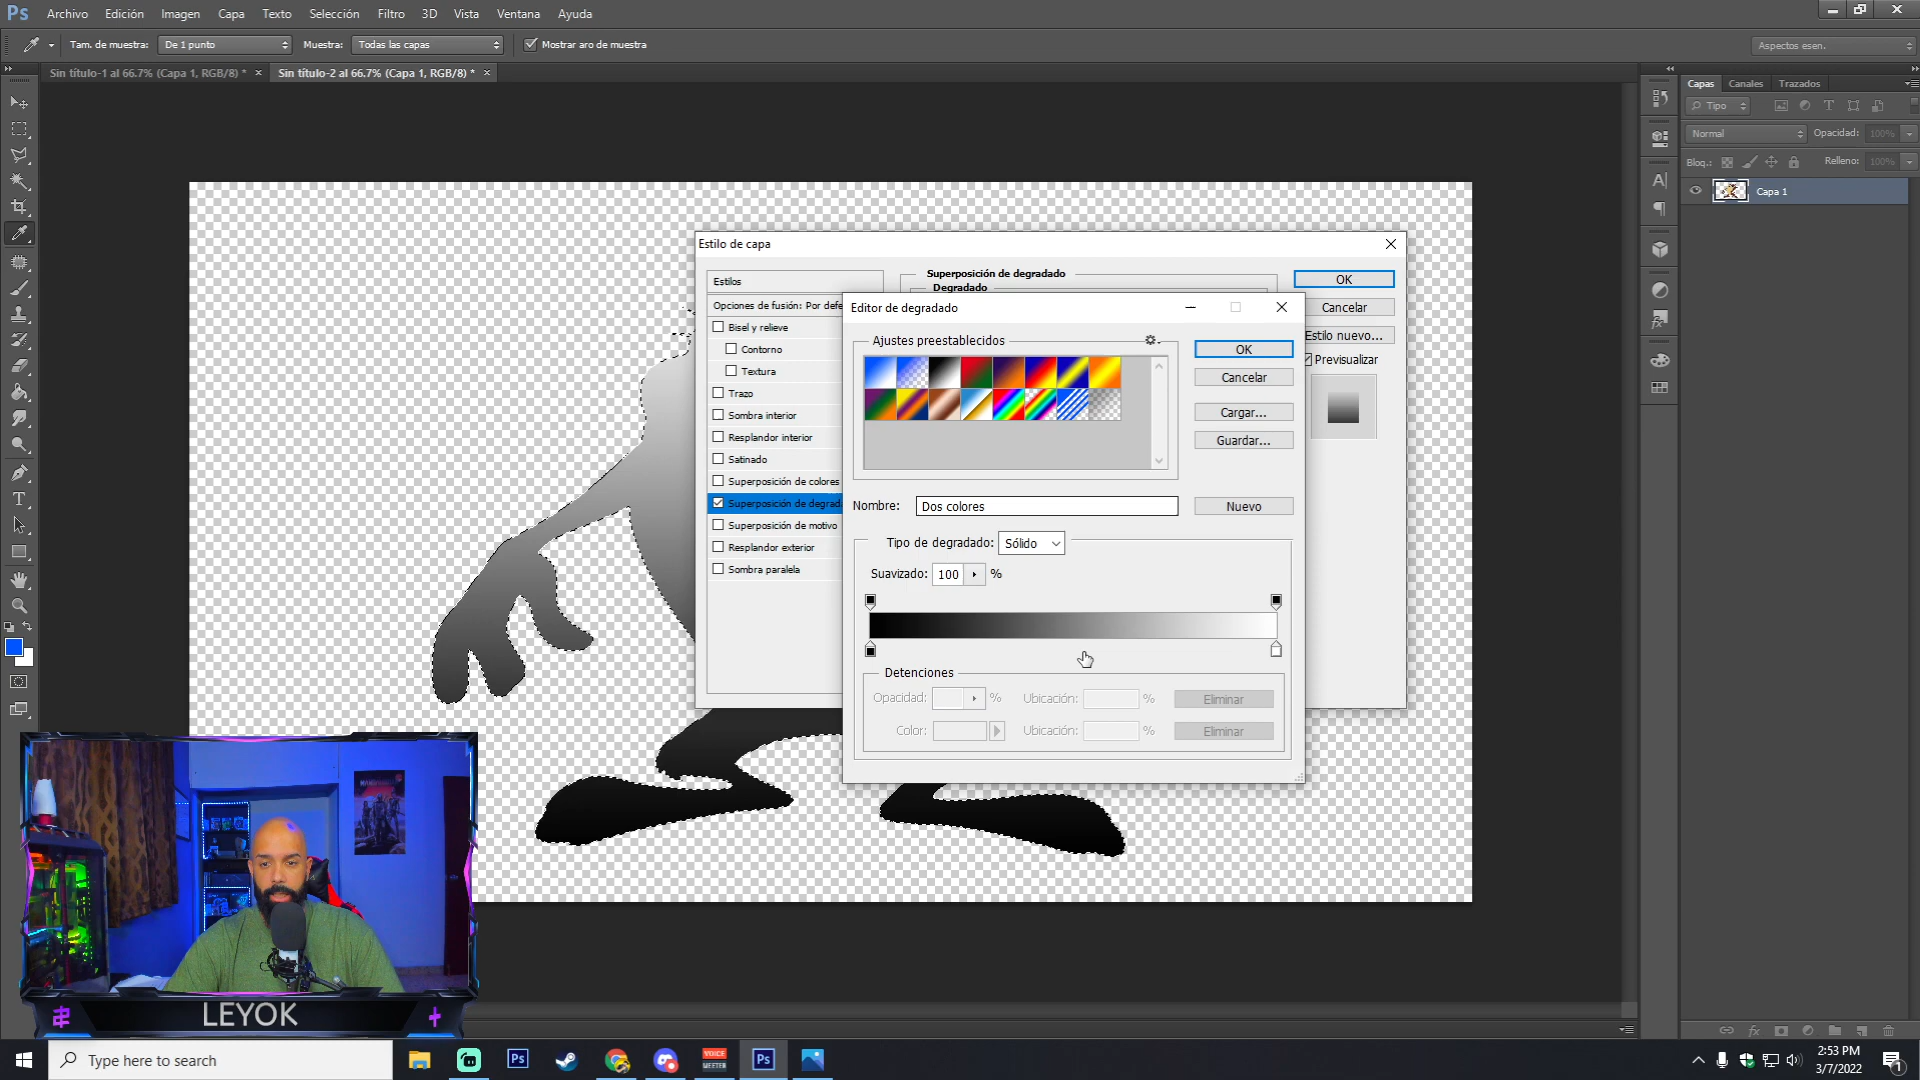 Ps Archivo Edición Imagen Capa Texto Selección Filtro 3D Vista Ventana Ayuda
Tam. de muestra: De 1 punto Muestra: Todas las capas Mostrar aro de muestra Aspectos esen.
Sin título-1 al 66.7% (Capa 1, RGB/8) * × Sin título-2 al 66.7% (Capa 1, RGB/8) * ×
Capas Canales Trazados
Tipo
Normal Opacidad: 100%
Bloq.: Relleno: 100%
Capa 1
Estilo de capa
Estilos
Opciones de fusión: Por defe
Bisel y relieve
Contorno
Textura
Trazo
Sombra interior
Resplandor interior
Satinado
Superposición de colores
Superposición de degrad
Superposición de motivo
Resplandor exterior
Sombra paralela
Superposición de degradado
Degradado
OK
Cancelar
Estilo nuevo...
Previsualizar
Editor de degradado
Ajustes preestablecidos
OK
Cancelar
Cargar...
Guardar...
Nombre: Dos colores Nuevo
Tipo de degradado: Sólido
Suavizado: 100 %
Detenciones
Opacidad: % Ubicación: % Eliminar
Color: Ubicación: % Eliminar
LEYOK
Type here to search
Ps
VOICE
MEETER
Ps
2:53 PM
3/7/2022
1